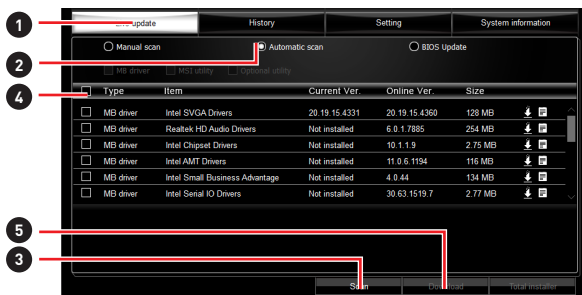 1 Live update History Setting System information
Manual scan Automatic scan BIOS Update
2
MB driver MSI utility Optional utility
4 Type Item Current Ver. Online Ver. Size
MB driver Intel SVGA Drivers 20.19.15.4331 20.19.15.4360 128 MB
MB driver Realtek HD Audio Drivers Not installed 6.0.1.7885 254 MB
MB driver Intel Chipset Drivers Not installed 10.1.1.9 2.75 MB
MB driver Intel AMT Drivers Not installed 11.0.6.1194 116 MB
MB driver Intel Small Business Advantage Not installed 4.0.44 134 MB
MB driver Intel Serial IO Drivers Not installed 30.63.1519.7 2.77 MB
5
3
Scan Download Total installer